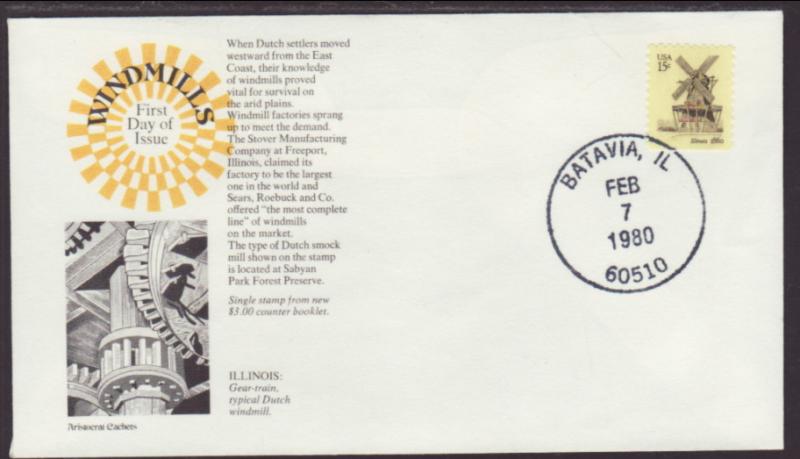 WINDMILLS
First
Day of
Issue
When Dutch settlers moved
westward from the East
Coast, their knowledge
of windmills proved
vital for survival on
the arid plains.
Windmill factories sprang
up to meet the demand.
The Stover Manufacturing
Company at Freeport,
Illinois, claimed its
factory to be the largest
one in the world and
Sears, Roebuck and Co.
offered "the most complete
line" of windmills
on the market.
The type of Dutch smock
mill shown on the stamp
is located at Sabyan
Park Forest Preserve.
Single stamp from new
$3.00 counter booklet.
ILLINOIS:
Gear-train,
typical Dutch
windmill.
Aristocrat Cachets
USA
15c
Illinois 1860
BATAVIA, IL
FEB
7
1980
60510